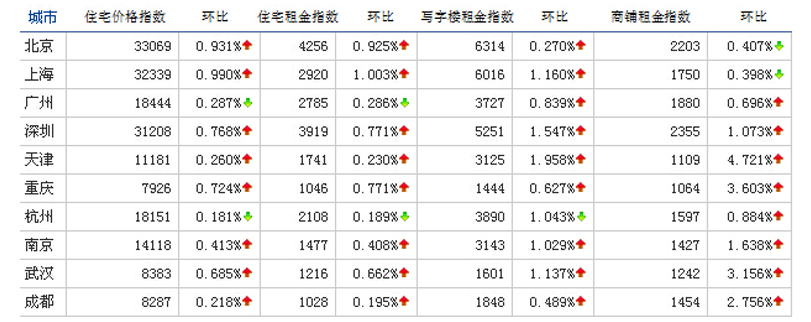 城市 住宅价格指数 环比 住宅租金指数 环比 写字楼租金指数 环比 商铺租金指数 环比
北京 33069 0.931% 4256 0.925% 6314 0.270% 2203 0.407%
上海 32339 0.990% 2920 1.003% 6016 1.160% 1750 0.398%
广州 18444 0.287% 2785 0.286% 3727 0.839% 1880 0.696%
深圳 31208 0.768% 3919 0.771% 5251 1.547% 2355 1.073%
天津 11181 0.260% 1741 0.230% 3125 1.958% 1109 4.721%
重庆 7926 0.724% 1046 0.771% 1444 0.627% 1064 3.603%
杭州 18151 0.181% 2108 0.189% 3890 1.043% 1597 0.884%
南京 14118 0.413% 1477 0.408% 3143 1.029% 1427 1.638%
武汉 8383 0.685% 1216 0.662% 1601 1.137% 1242 3.156%
成都 8287 0.218% 1028 0.195% 1848 0.489% 1454 2.756%